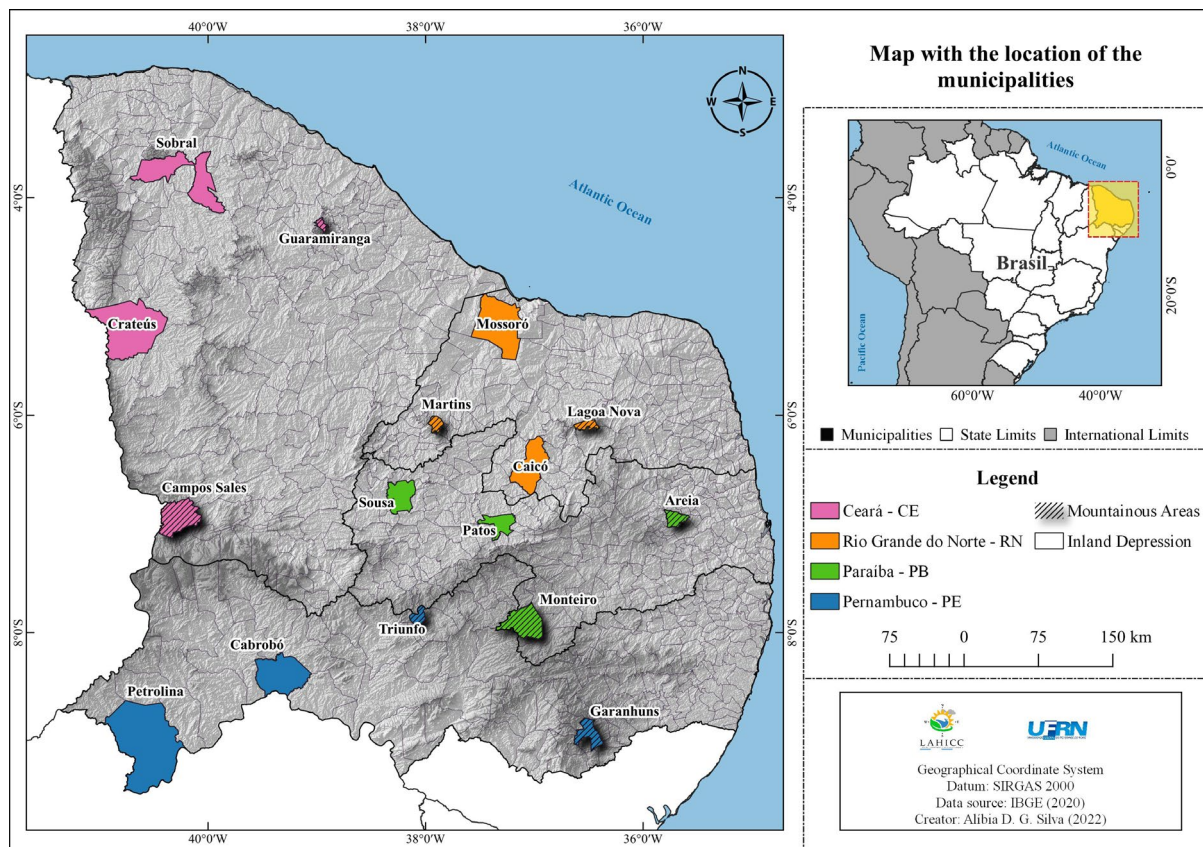 40°0'W
38°0'W
36°0'W
4°0'S
6°0'S
8°0'S
N
W
E
S
Sobral
Guaramiranga
Atlantic Ocean
Crateús
Mossoró
Martins
Lagoa Nova
Caicó
Campos Sales
Sousa
Patos
Areia
Triunfo
Monteiro
Cabrobó
Petrolina
Garanhuns
4°0'S
6°0'S
8°0'S
40°0'W
38°0'W
36°0'W
Map with the location of the
municipalities
Atlantic Ocean
0°0'
Brasil
20°0'S
Pacific Ocean
60°0'W
40°0'W
Municipalities
State Limits
International Limits
Legend
Ceará - CE
Mountainous Areas
Rio Grande do Norte - RN
Inland Depression
Paraiba - PB
Pernambuco - PE
75 0 75 150 km
LAHICC
UFRN
Geographical Coordinate System
Datum: SIRGAS 2000
Data source: IBGE (2020)
Creator: Alibia D. G. Silva (2022)